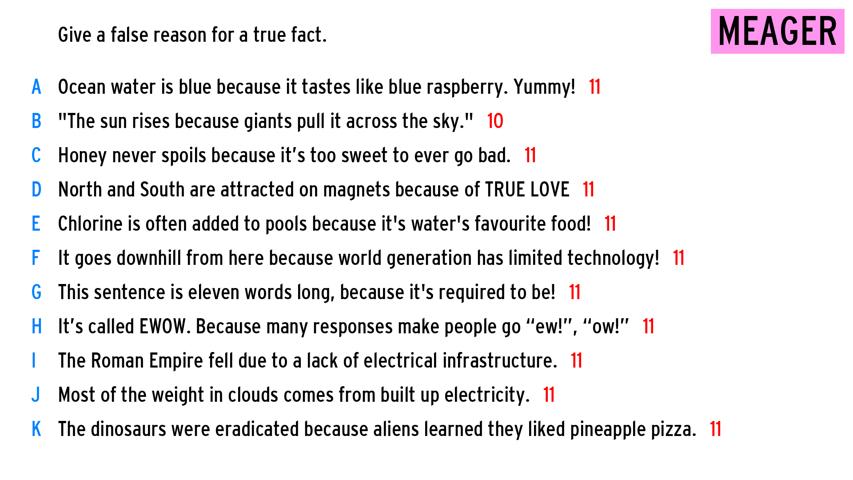 Give a false reason for a true fact.
MEAGER
A Ocean water is blue because it tastes like blue raspberry. Yummy! 11
B "The sun rises because giants pull it across the sky." 10
C Honey never spoils because it’s too sweet to ever go bad. 11
D North and South are attracted on magnets because of TRUE LOVE 11
E Chlorine is often added to pools because it's water's favourite food! 11
F It goes downhill from here because world generation has limited technology! 11
G This sentence is eleven words long, because it's required to be! 11
H It’s called EWOW. Because many responses make people go “ew!”, “ow!” 11
I The Roman Empire fell due to a lack of electrical infrastructure. 11
J Most of the weight in clouds comes from built up electricity. 11
K The dinosaurs were eradicated because aliens learned they liked pineapple pizza. 11